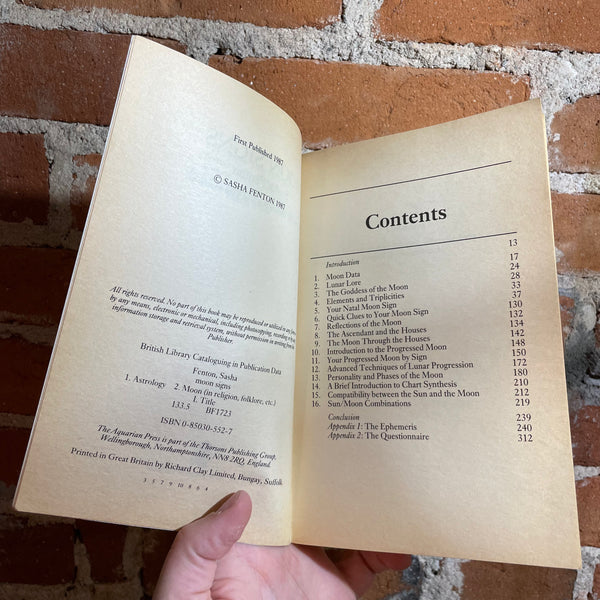 First Published 1987
© SASHA FENTON 1987
All rights reserved. No part of this book may be reproduced or utilized in any
by any means, electronic or mechanical, including photocopying, recording or by
information storage and retrieval system, without permission in writing from the
Publisher.
British Library Cataloguing in Publication Data
Fenton, Sasha
moon signs
1. Astrology 2. Moon (in religion, folklore, etc.)
I. Title
133.5 BF1723
ISBN 0-85030-552-7
The Aquarian Press is part of the Thorsons Publishing Group,
Wellingborough, Northamptonshire, NN8 2RQ, England.
Printed in Great Britain by Richard Clay Limited, Bungay, Suffolk
3 5 7 9 10 8 6 4
Contents
Introduction 13
1. Moon Data 17
2. Lunar Lore 24
3. The Goddess of the Moon 28
4. Elements and Triplicities 33
5. Your Natal Moon Sign 37
6. Quick Clues to Your Moon Sign 130
7. Reflections of the Moon 132
8. The Ascendant and the Houses 134
9. The Moon Through the Houses 142
10. Introduction to the Progressed Moon 148
11. Your Progressed Moon by Sign 150
12. Advanced Techniques of Lunar Progression 172
13. Personality and Phases of the Moon 180
14. A Brief Introduction to Chart Synthesis 210
15. Compatibility between the Sun and the Moon 212
16. Sun/Moon Combinations 219
Conclusion 239
Appendix 1: The Ephemeris 240
Appendix 2: The Questionnaire 312